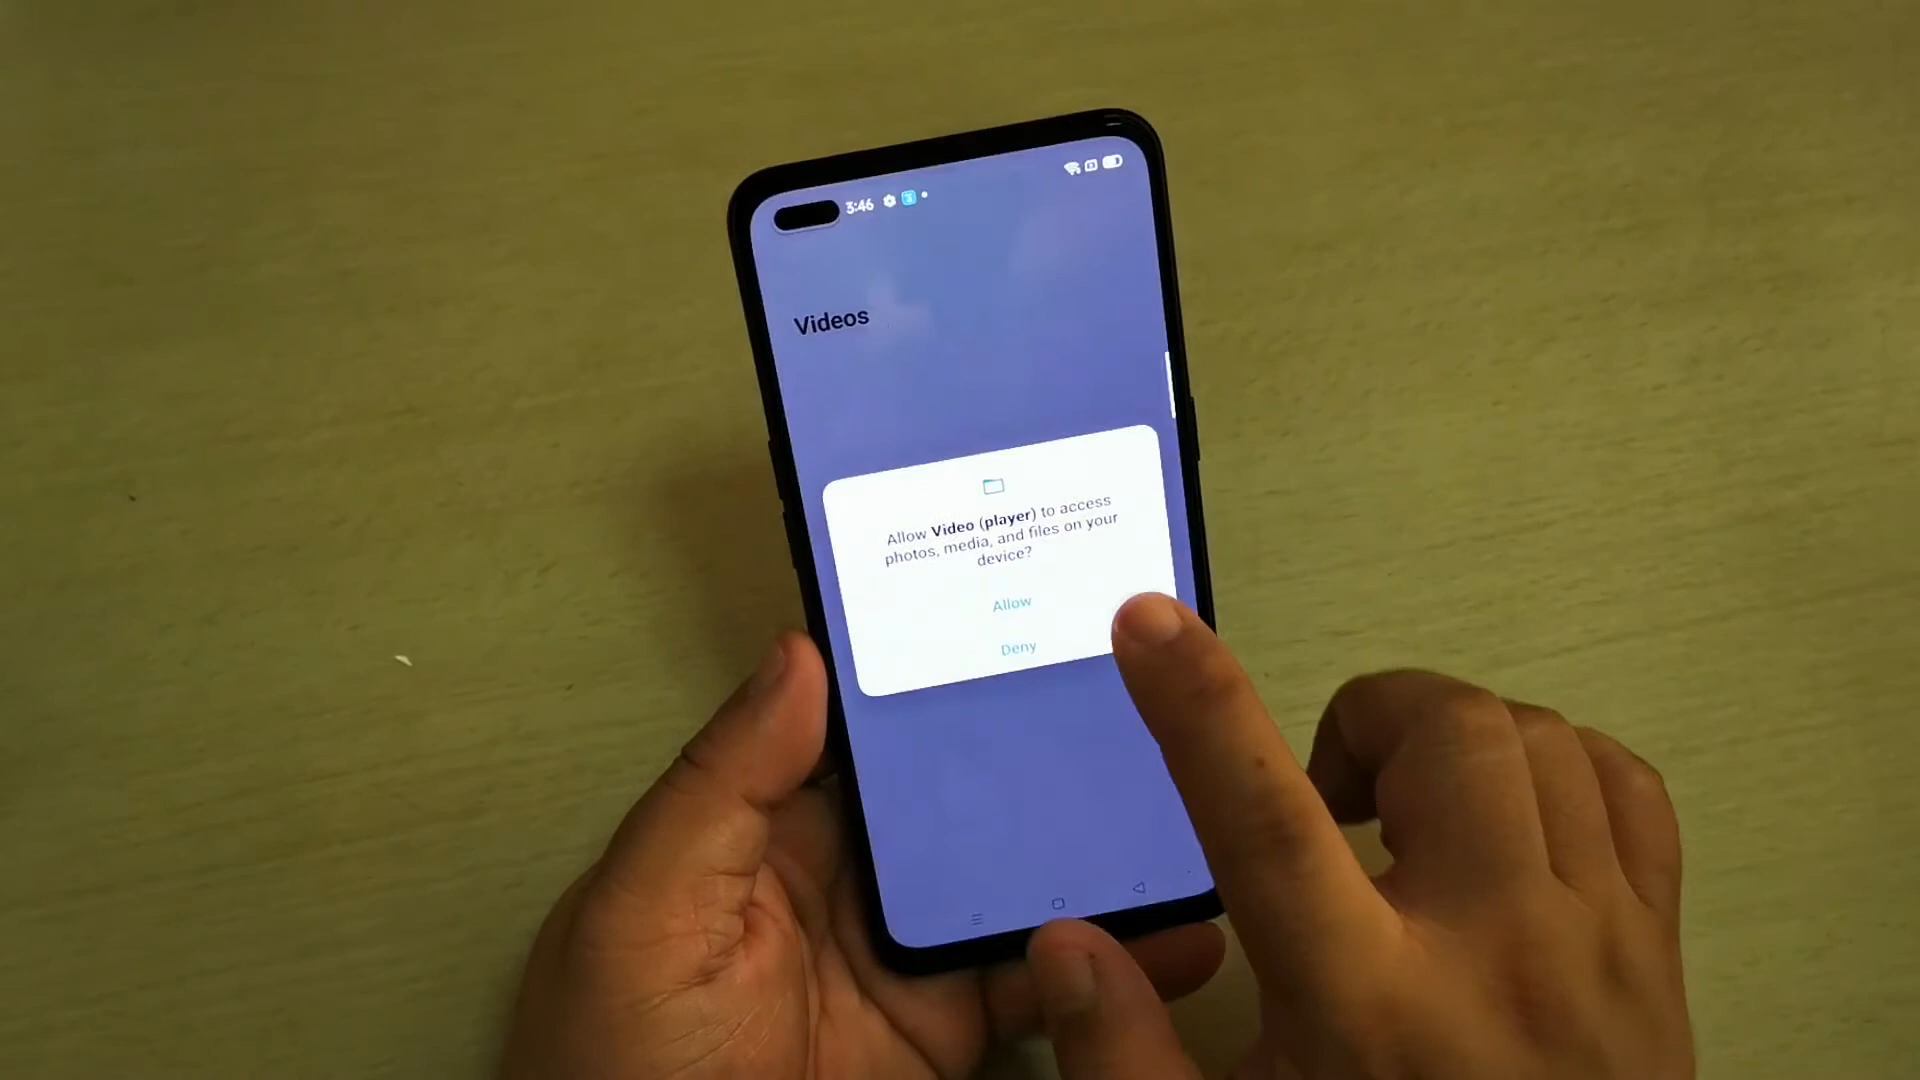 3:46
Videos
Allow Video (player) to access
photos, media, and files on your
device?
Allow
Deny